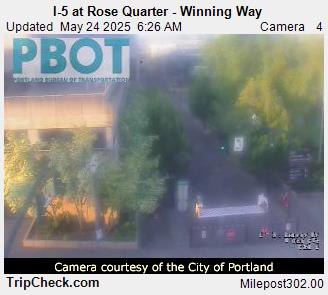 I-5 at Rose Quarter - Winning Way
Updated May 24 2025 6:26 AM Camera 4
PBOT
PORTLAND BUREAU OF TRANSPORTATION
Camera courtesy of the City of Portland
TripCheck.com Milepost302.00